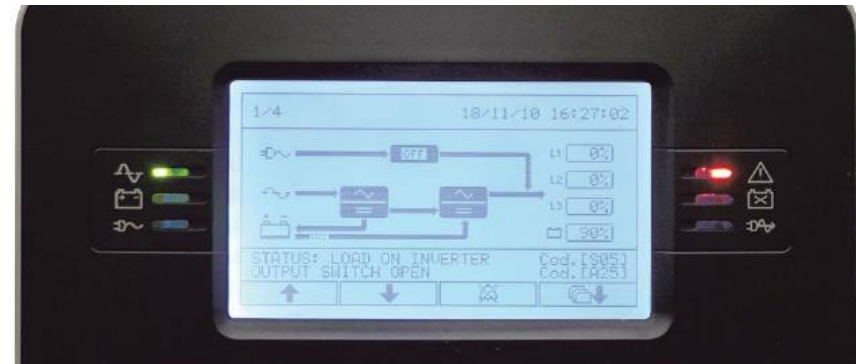 1/4 18/11/10 16:27:02
OFF
L1 0%
L2 0%
L3 0%
90%
STATUS: LOAD ON INVERTER Cod.[S05]
OUTPUT SWITCH OPEN Cod.[A25]